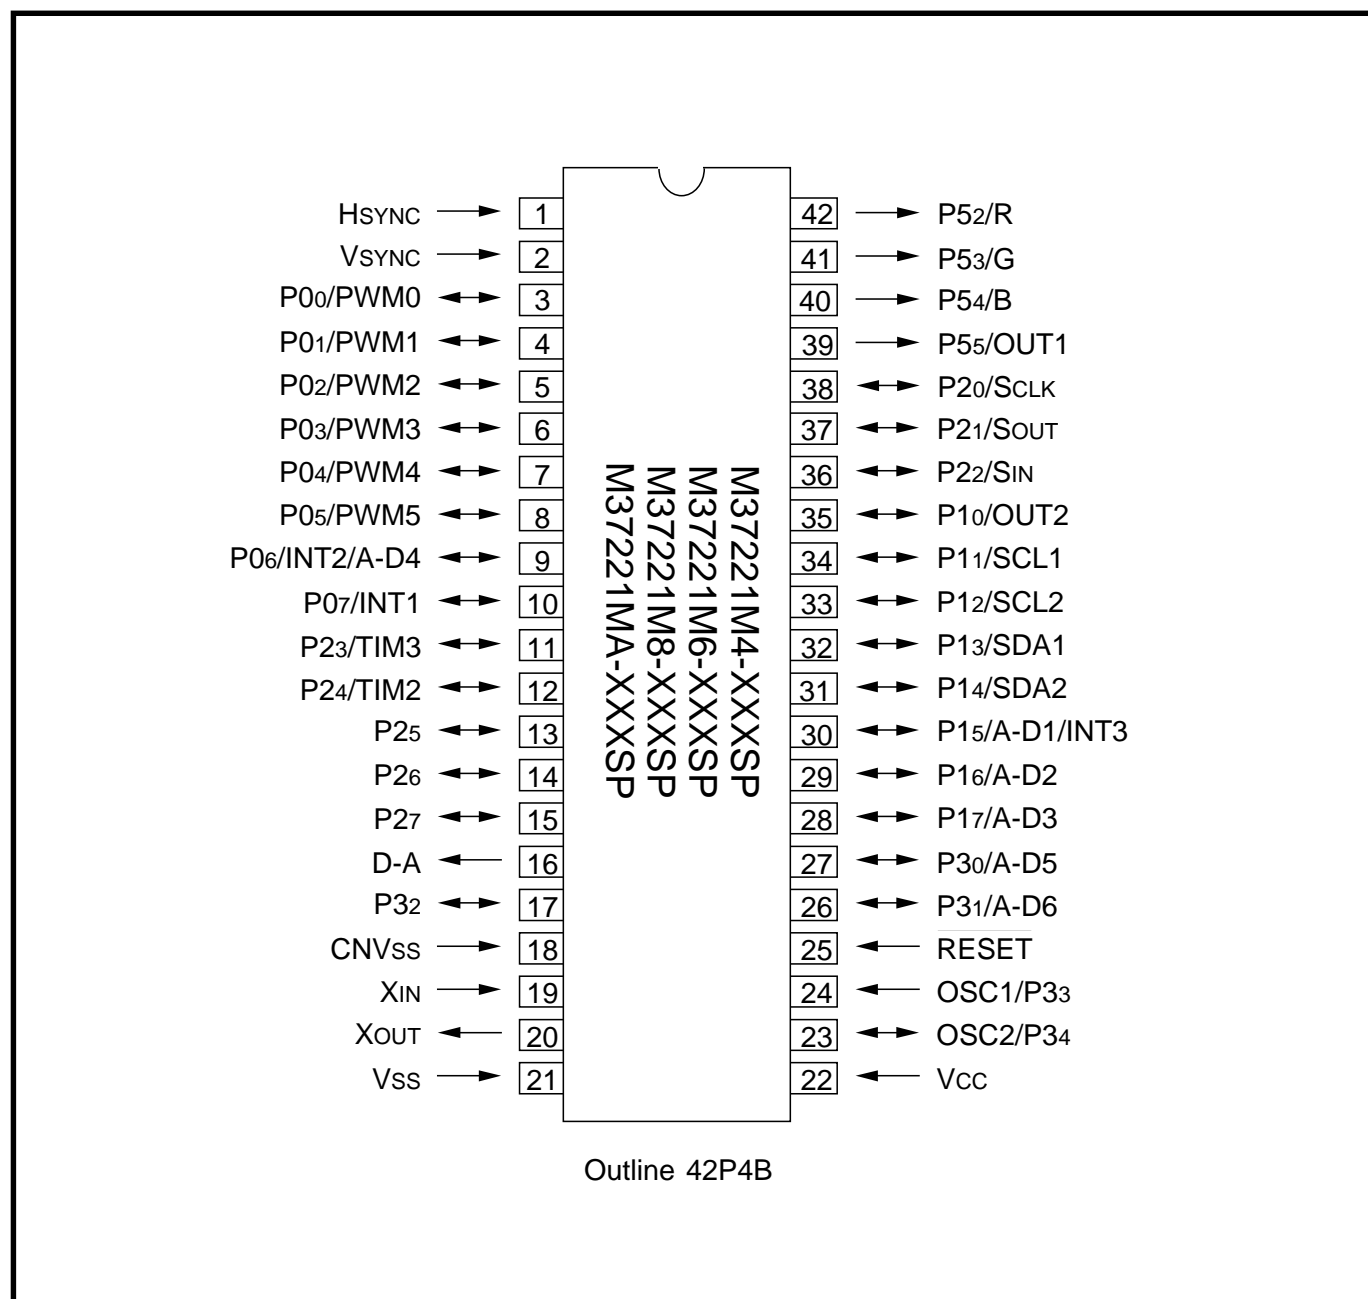 HSYNC 1 42 P52/R
VSYNC 2 41 P53/G
P00/PWM0 3 40 P54/B
P01/PWM1 4 39 P55/OUT1
P02/PWM2 5 38 P20/SCLK
P03/PWM3 6 37 P21/SOUT
P04/PWM4 7 36 P22/SIN
P05/PWM5 8 35 P10/OUT2
P06/INT2/A-D4 9 34 P11/SCL1
P07/INT1 10 33 P12/SCL2
P23/TIM3 11 32 P13/SDA1
P24/TIM2 12 31 P14/SDA2
P25 13 30 P15/A-D1/INT3
P26 14 29 P16/A-D2
P27 15 28 P17/A-D3
D-A 16 27 P30/A-D5
P32 17 26 P31/A-D6
CNVSS 18 25 RESET
XIN 19 24 OSC1/P33
XOUT 20 23 OSC2/P34
VSS 21 22 VCC
M37221M4-XXXSP
M37221M6-XXXSP
M37221M8-XXXSP
M37221MA-XXXSP
Outline 42P4B